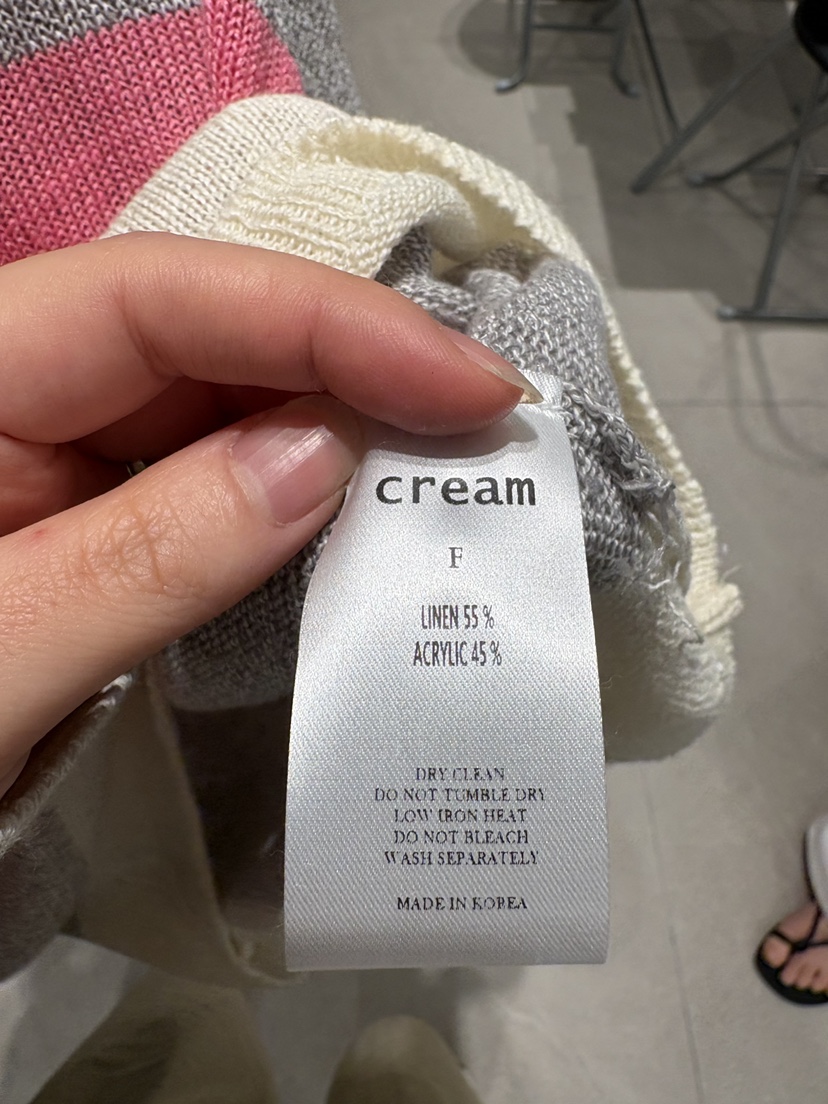 cream
F
LINEN 55 %
ACRYLIC 45 %
DRY CLEAN
DO NOT TUMBLE DRY
LOW IRON HEAT
DO NOT BLEACH
WASH SEPARATELY
MADE IN KOREA